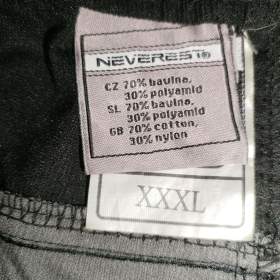 NEVEREST®
CZ 70% bavlna,
30% polyamid
SL 70% bavlna,
30% polyamid
GB 70% cotton,
30% nylon
XXXL